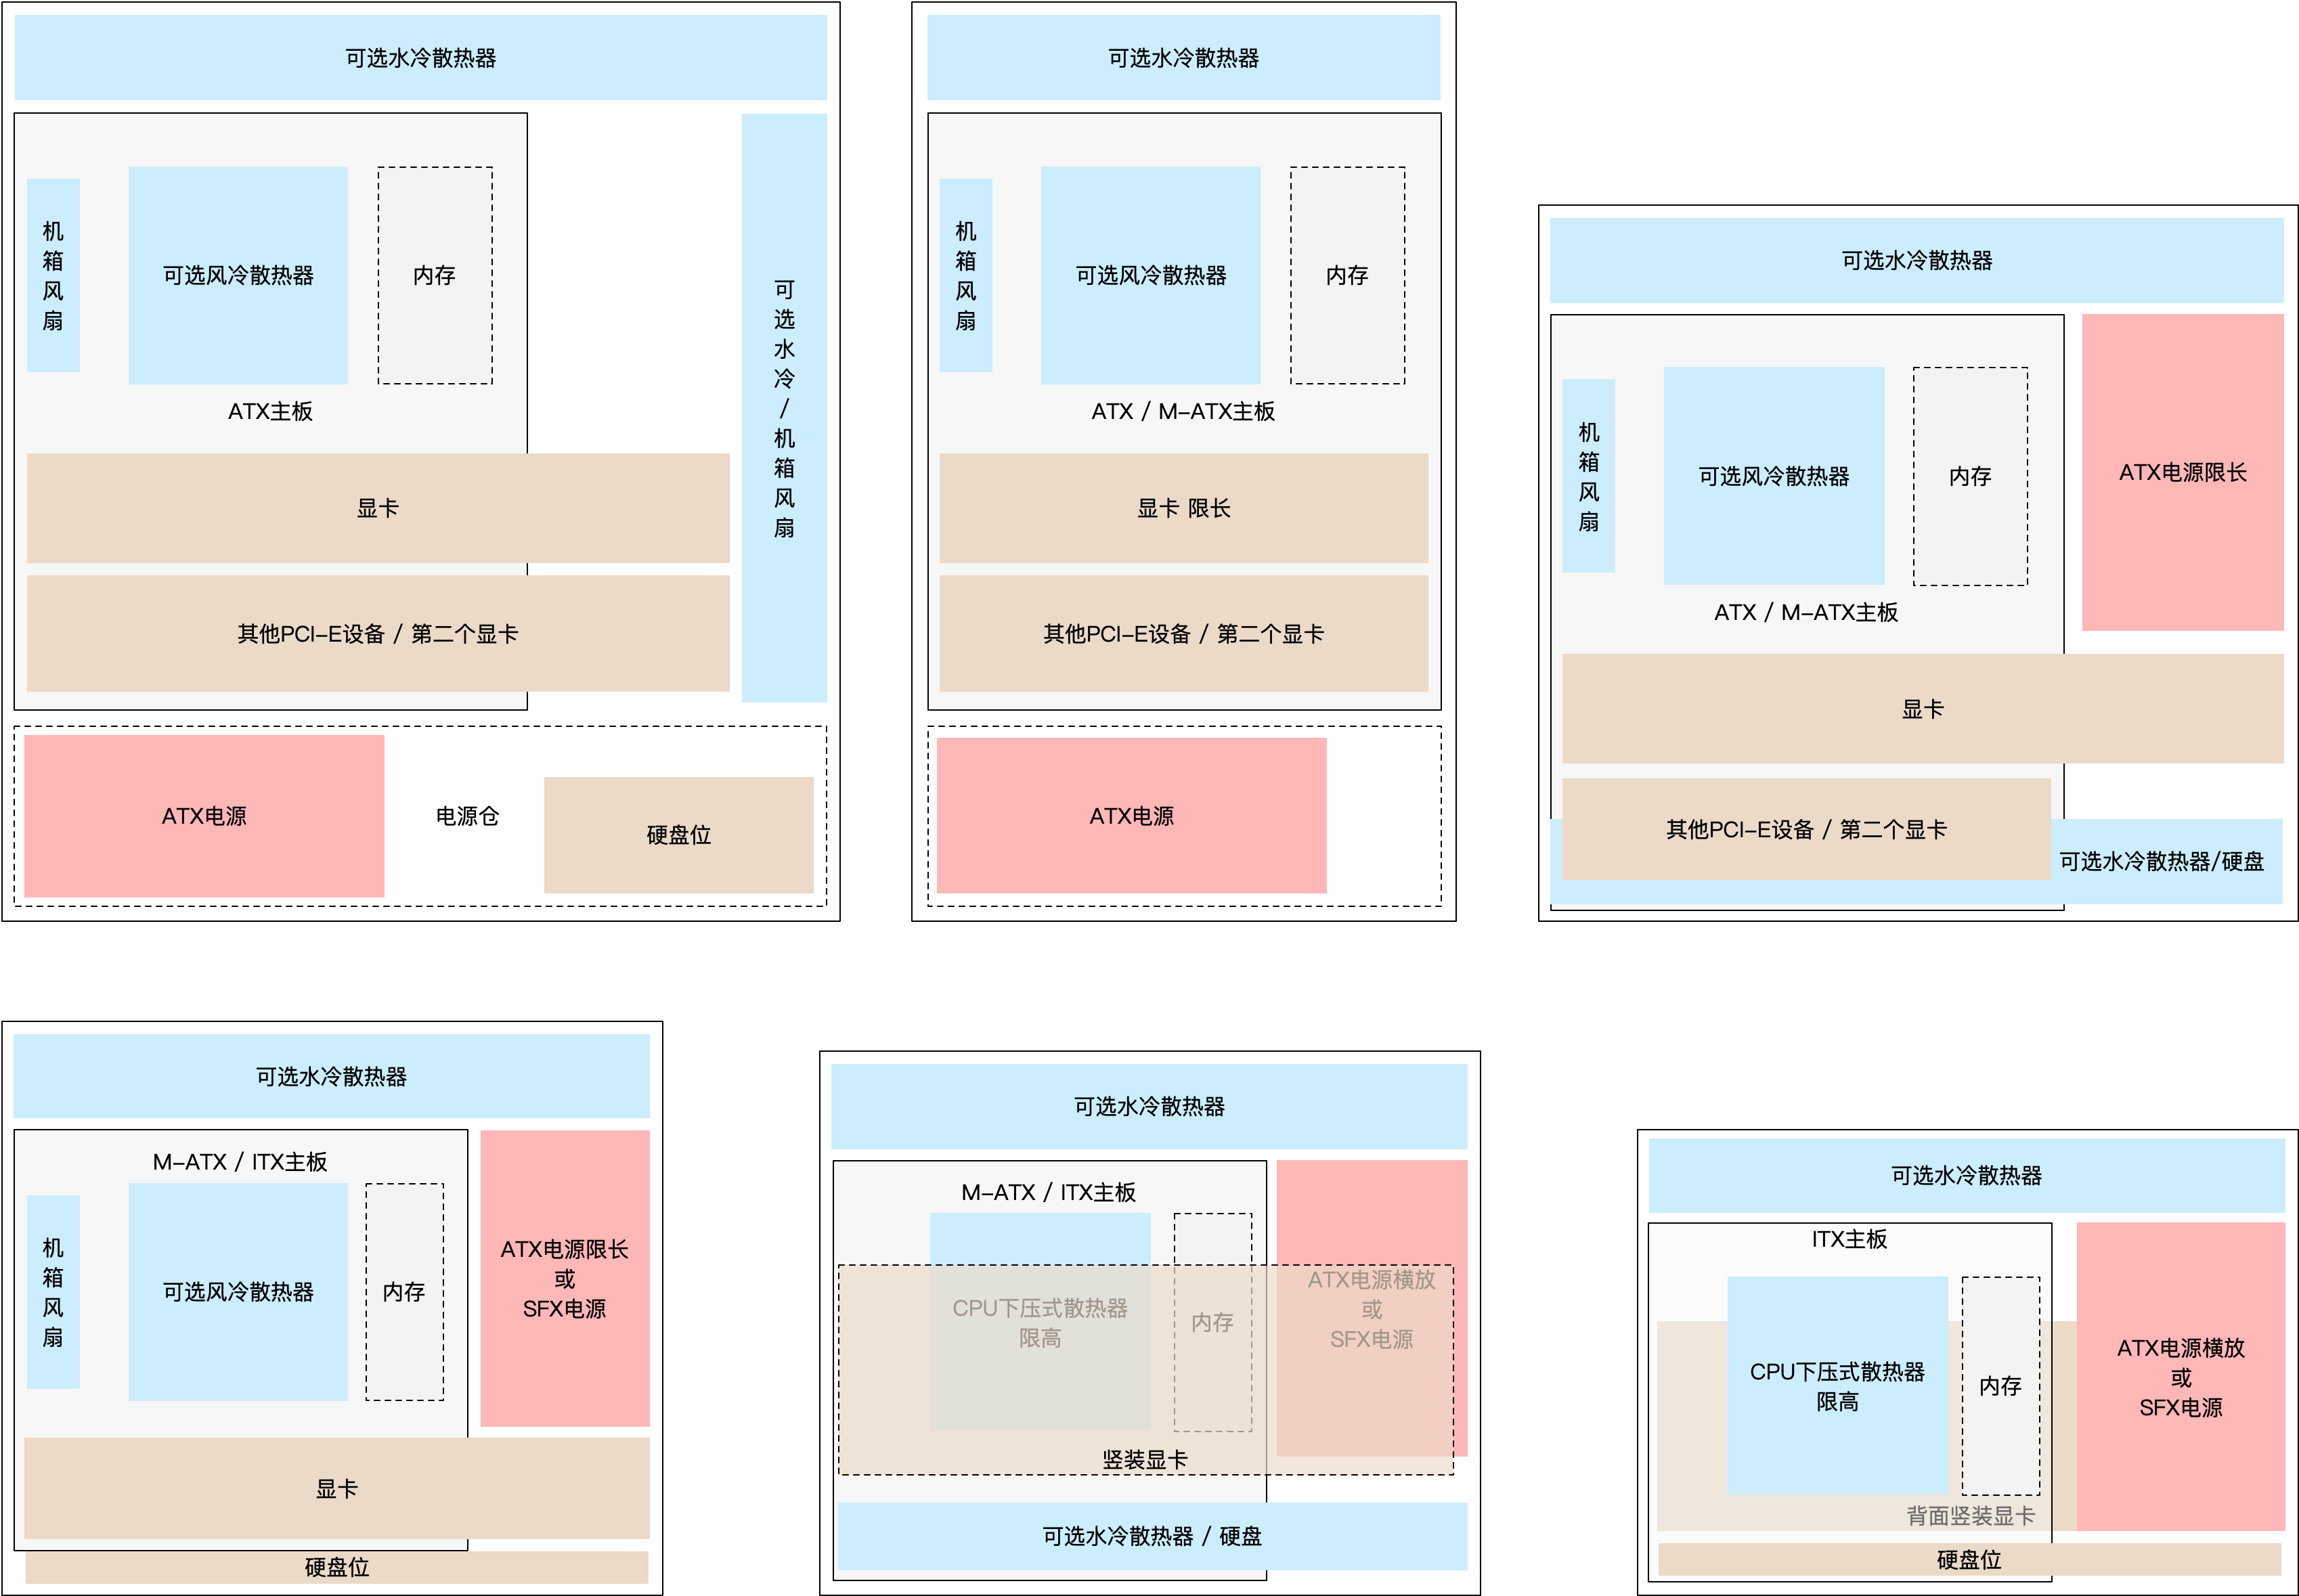 可选水冷散热器
机箱风扇
可选风冷散热器
内存
ATX主板
可选水冷/机箱风扇
显卡
其他PCI-E设备 / 第二个显卡
ATX电源
电源仓
硬盘位
可选水冷散热器
机箱风扇
可选风冷散热器
内存
ATX / M-ATX主板
显卡 限长
其他PCI-E设备 / 第二个显卡
ATX电源
可选水冷散热器
机箱风扇
可选风冷散热器
内存
ATX电源限长
ATX / M-ATX主板
显卡
其他PCI-E设备 / 第二个显卡
可选水冷散热器/硬盘
可选水冷散热器
M-ATX / ITX主板
机箱风扇
可选风冷散热器
内存
ATX电源限长
或
SFX电源
显卡
硬盘位
可选水冷散热器
M-ATX / ITX主板
CPU下压式散热器
限高
内存
ATX电源横放
或
SFX电源
竖装显卡
可选水冷散热器 / 硬盘
可选水冷散热器
ITX主板
CPU下压式散热器
限高
内存
ATX电源横放
或
SFX电源
背面竖装显卡
硬盘位